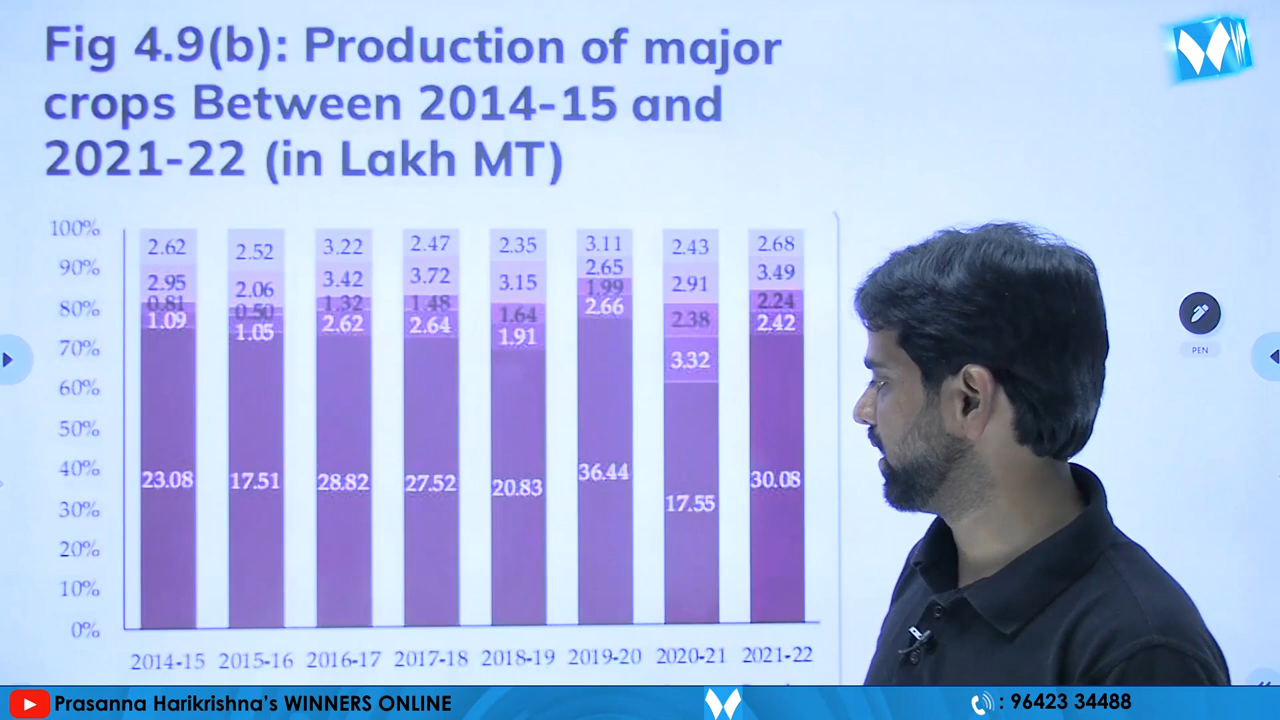 Fig 4.9(b): Production of major
crops Between 2014-15 and
2021-22 (in Lakh MT)
100%
90%
80%
70%
60%
50%
40%
30%
20%
10%
0%
2.62 2.52 3.22 2.47 2.35 3.11 2.43 2.68
2.95 2.06 3.42 3.72 3.15 2.65 2.91 3.49
0.81 0.50 1.32 1.48 1.64 1.99 2.38 2.24
1.09 1.05 2.62 2.64 1.91 2.66 3.32 2.42
23.08 17.51 28.82 27.52 20.83 36.44 17.55 30.08
2014-15 2015-16 2016-17 2017-18 2018-19 2019-20 2020-21 2021-22
PEN
Prasanna Harikrishna's WINNERS ONLINE
: 96423 34488